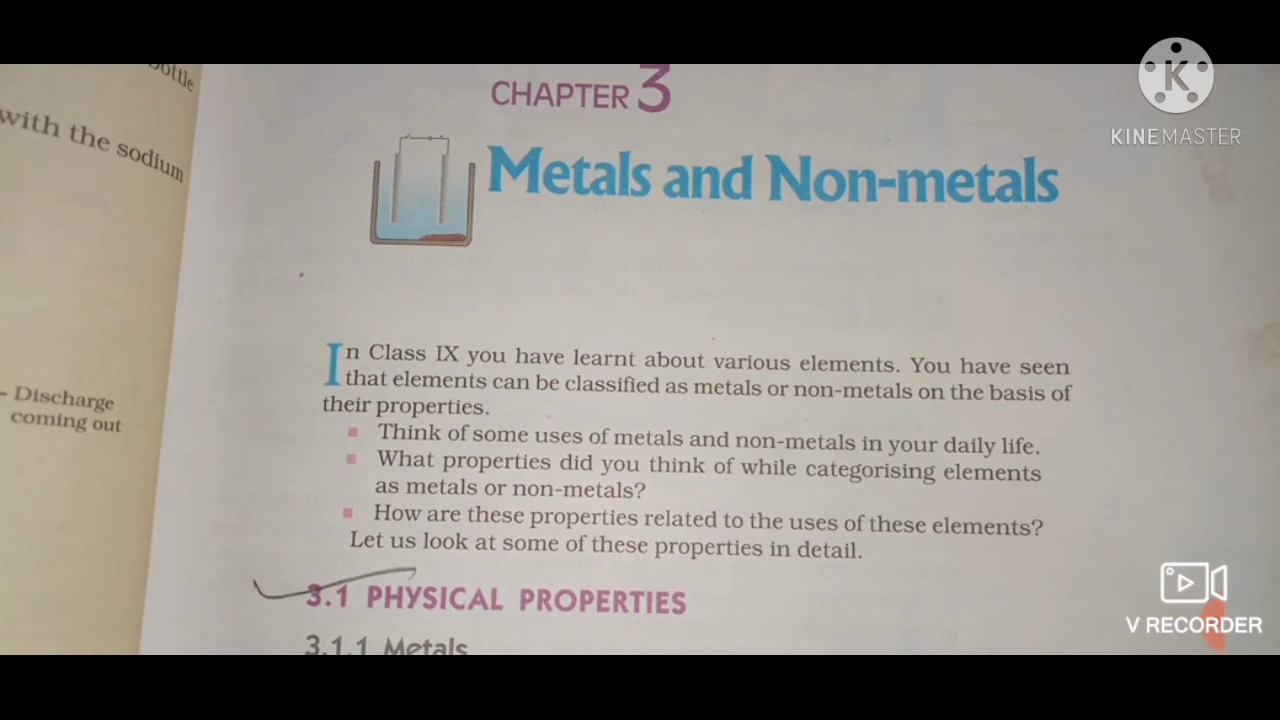 bottle
with the sodium
- Discharge
coming out
CHAPTER 3
Metals and Non-metals
In Class IX you have learnt about various elements. You have seen
that elements can be classified as metals or non-metals on the basis of
their properties.
Think of some uses of metals and non-metals in your daily life.
What properties did you think of while categorising elements
as metals or non-metals?
How are these properties related to the uses of these elements?
Let us look at some of these properties in detail.
3.1 PHYSICAL PROPERTIES
3.1.1 Metals
K
KINEMASTER
V RECORDER